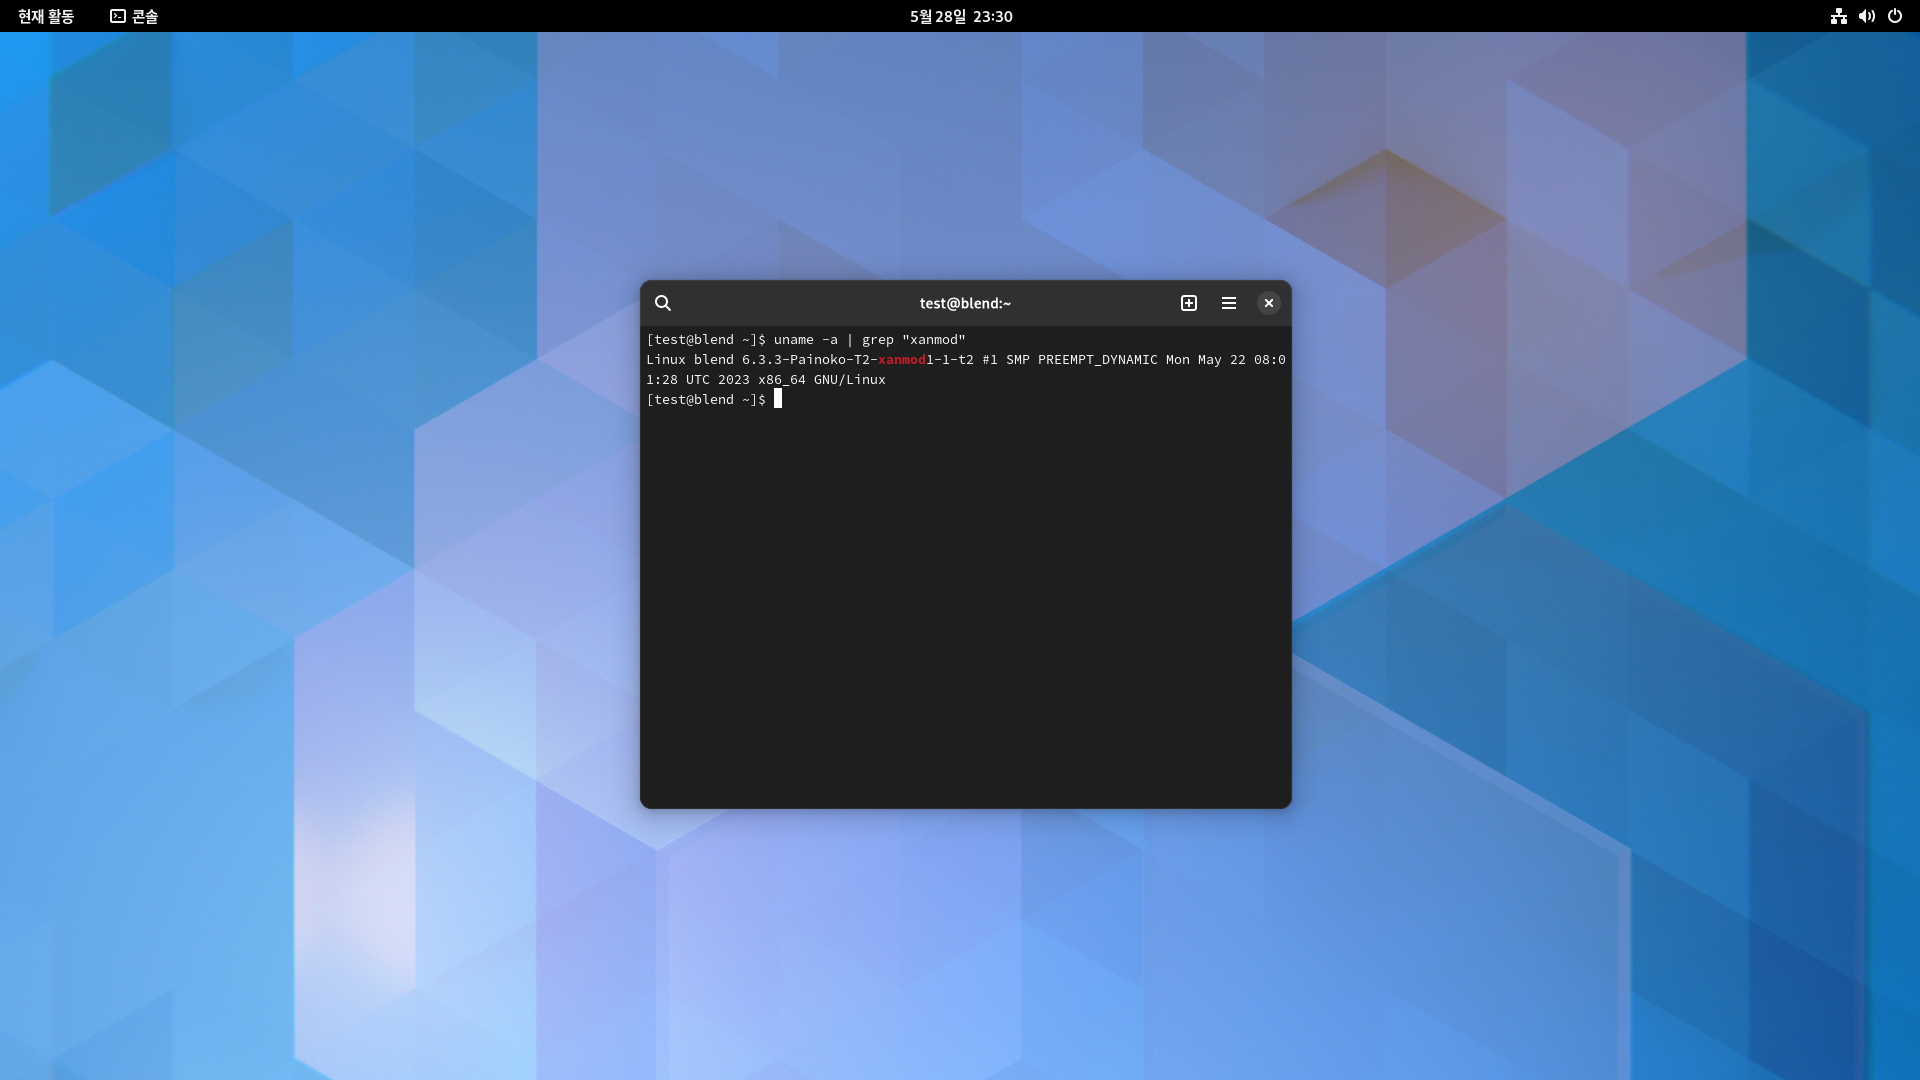 현재 활동 콘솔 5월 28일 23:30
test@blend:~
[test@blend ~]$ uname -a | grep "xanmod"
Linux blend 6.3.3-Painoko-T2-xanmod1-1-t2 #1 SMP PREEMPT_DYNAMIC Mon May 22 08:0
1:28 UTC 2023 x86_64 GNU/Linux
[test@blend ~]$